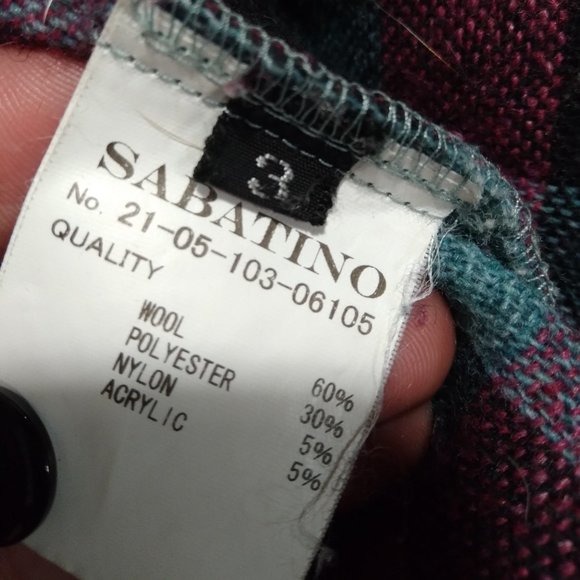 3
SABATINO
No. 21-05-103-06105
QUALITY
WOOL 60%
POLYESTER 30%
NYLON 5%
ACRYLIC 5%